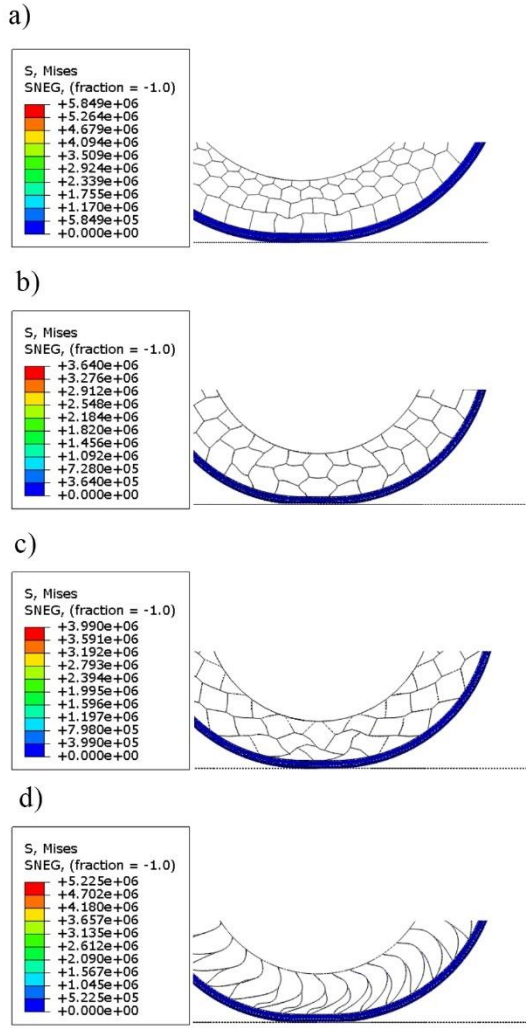 a)
S, Mises
SNEG, (fraction = -1.0)
+5.849e+06
+5.264e+06
+4.679e+06
+4.094e+06
+3.509e+06
+2.924e+06
+2.339e+06
+1.755e+06
+1.170e+06
+5.849e+05
+0.000e+00
b)
S, Mises
SNEG, (fraction = -1.0)
+3.640e+06
+3.276e+06
+2.912e+06
+2.548e+06
+2.184e+06
+1.820e+06
+1.456e+06
+1.092e+06
+7.280e+05
+3.640e+05
+0.000e+00
c)
S, Mises
SNEG, (fraction = -1.0)
+3.990e+06
+3.591e+06
+3.192e+06
+2.793e+06
+2.394e+06
+1.995e+06
+1.596e+06
+1.197e+06
+7.980e+05
+3.990e+05
+0.000e+00
d)
S, Mises
SNEG, (fraction = -1.0)
+5.225e+06
+4.702e+06
+4.180e+06
+3.657e+06
+3.135e+06
+2.612e+06
+2.090e+06
+1.567e+06
+1.045e+06
+5.225e+05
+0.000e+00